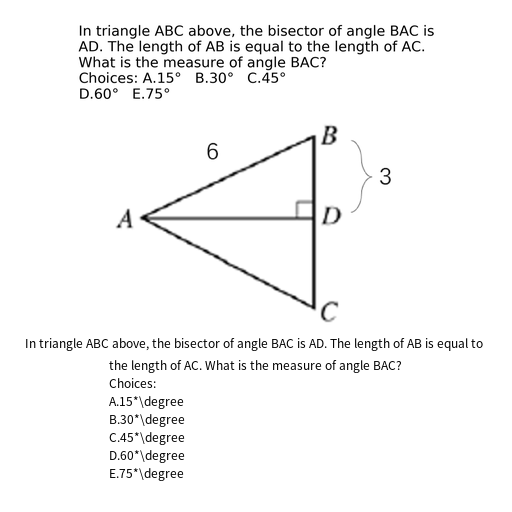 In triangle ABC above, the bisector of angle BAC is
AD. The length of AB is equal to the length of AC.
What is the measure of angle BAC?
Choices: A.15°   B.30°   C.45°
D.60°   E.75°
B
6
3
A
D
C
In triangle ABC above, the bisector of angle BAC is AD. The length of AB is equal to
the length of AC. What is the measure of angle BAC?
Choices:
A.15*\degree
B.30*\degree
C.45*\degree
D.60*\degree
E.75*\degree